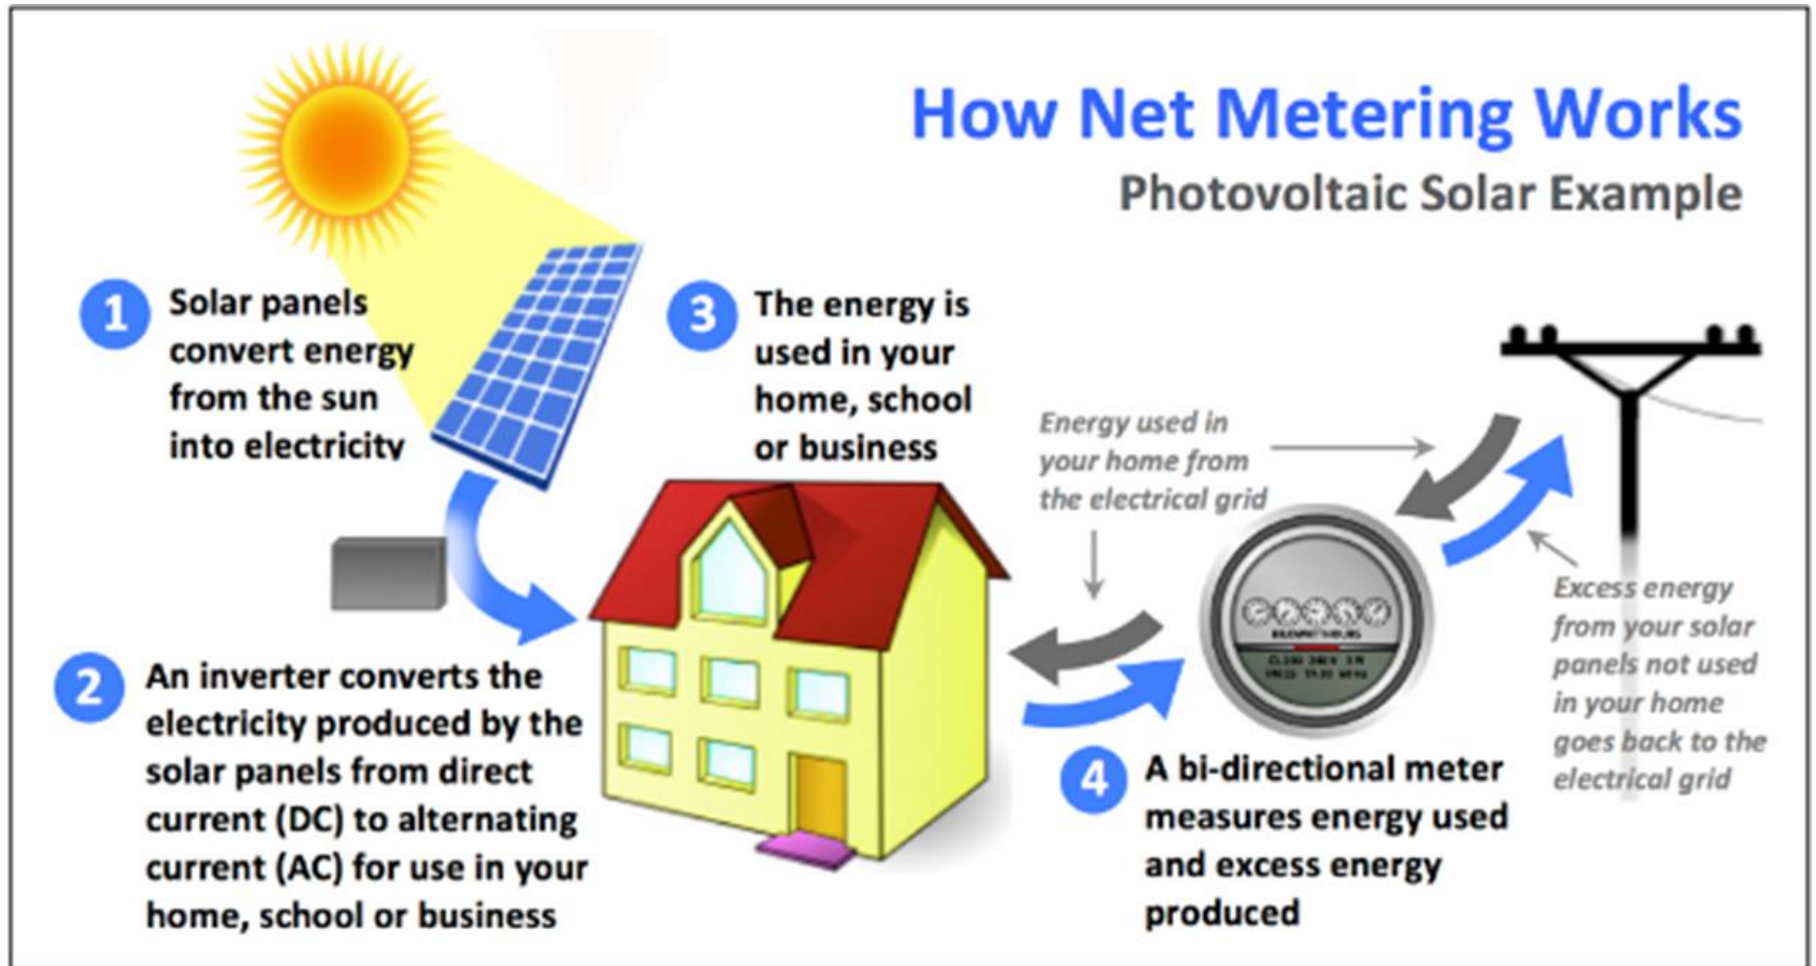 How Net Metering Works
Photovoltaic Solar Example
1
Solar panels
convert energy
from the sun
into electricity
2
An inverter converts the
electricity produced by the
solar panels from direct
current (DC) to alternating
current (AC) for use in your
home, school or business
3
The energy is
used in your
home, school
or business
Energy used in
your home from
the electrical grid
KILOWATT HOURS
4
A bi-directional meter
measures energy used
and excess energy
produced
Excess energy
from your solar
panels not used
in your home
goes back to the
electrical grid